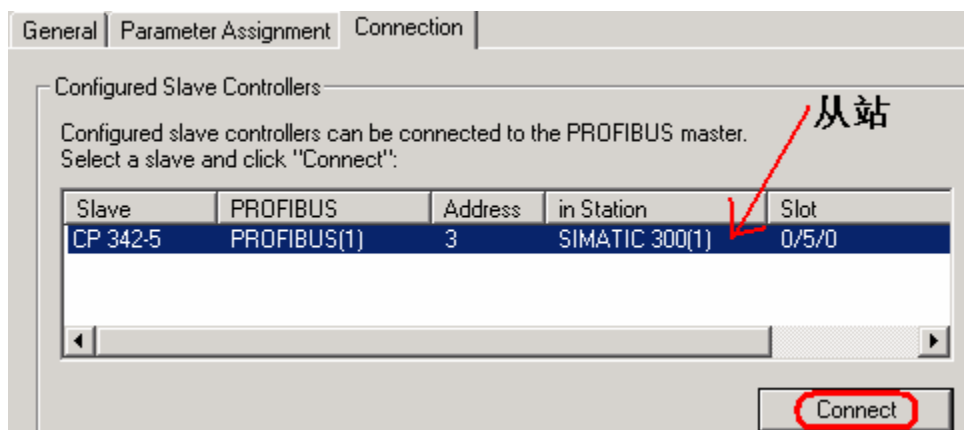 General Parameter Assignment Connection
Configured Slave Controllers
从站
Configured slave controllers can be connected to the PROFIBUS master.
Select a slave and click "Connect":
Slave PROFIBUS Address in Station Slot
CP 342-5 PROFIBUS(1) 3 SIMATIC 300(1) 0/5/0
Connect